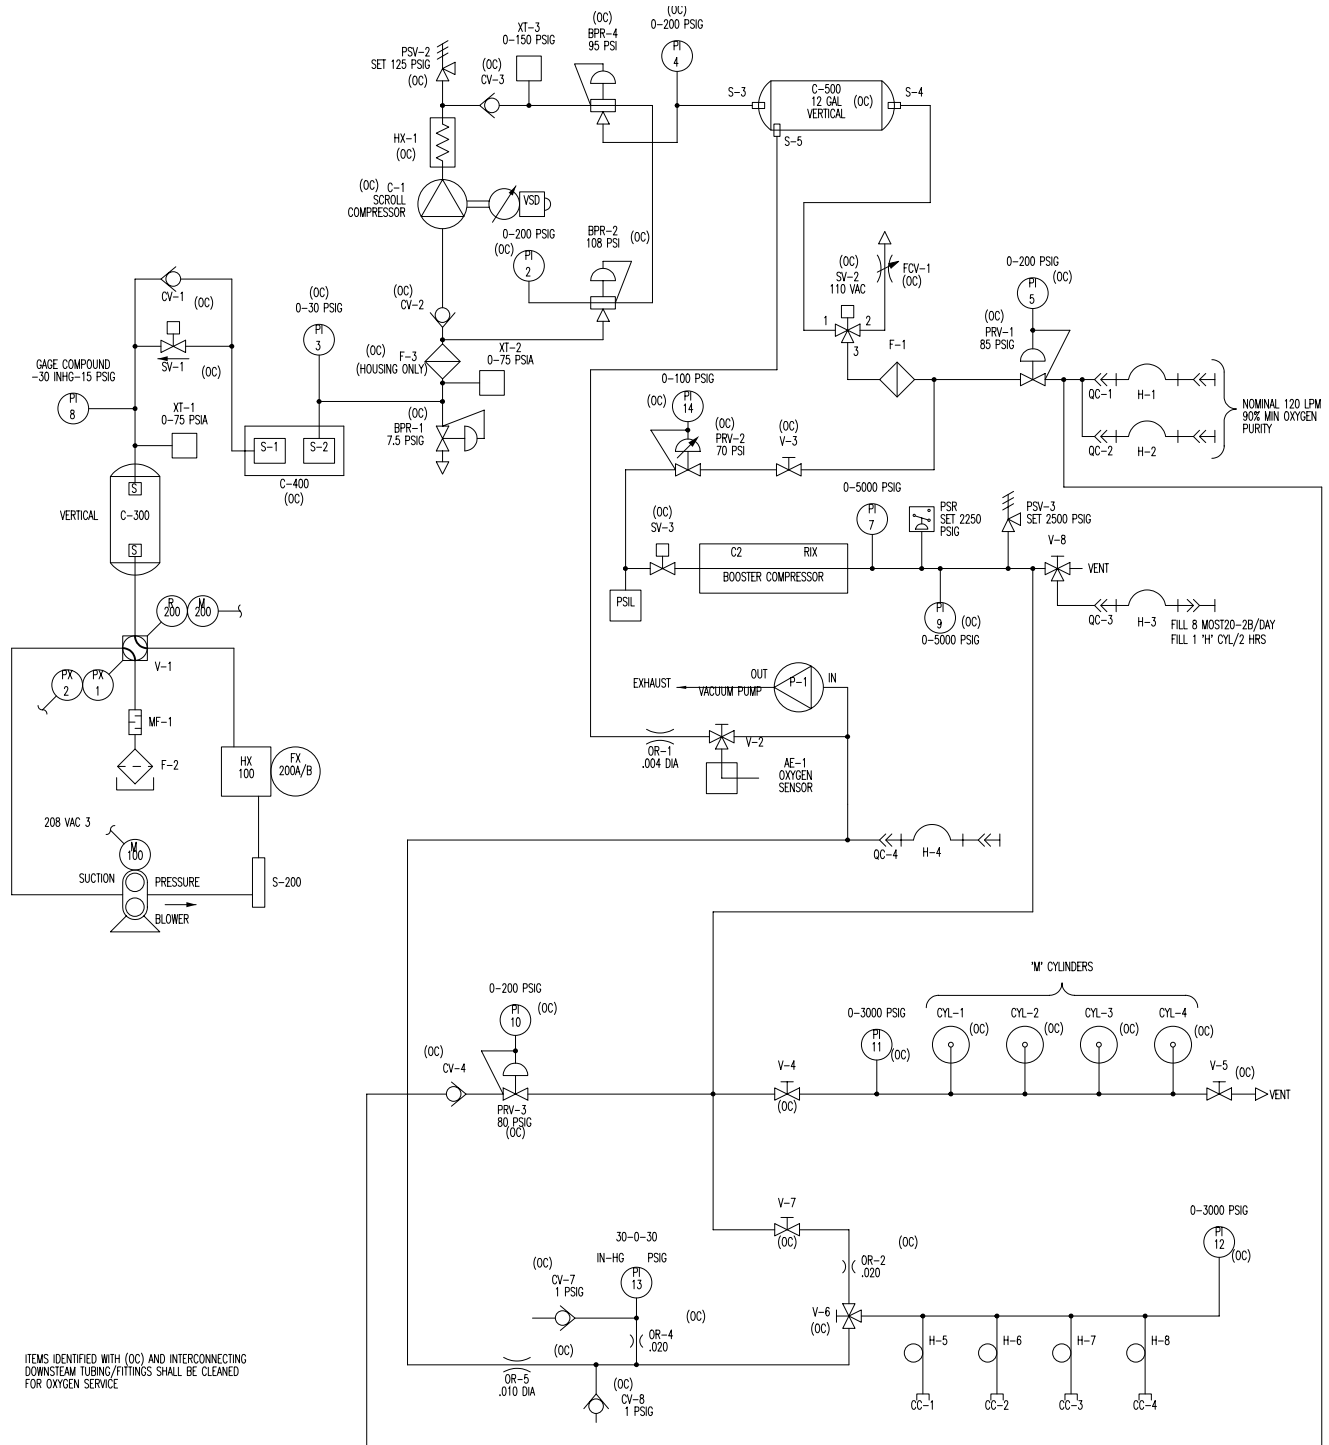 (OC)
0-200 PSIG
PI
4
XT-3
0-150 PSIG
(OC)
BPR-4
95 PSI
PSV-2
SET 125 PSIG
(OC)
(OC)
CV-3
S-3
C-500
12 GAL (OC)
VERTICAL
S-4
S-5
HX-1
(OC)
(OC) C-1
SCROLL
COMPRESSOR
VSD
0-200 PSIG
(OC)
PI
2
BPR-2
108 PSI
(OC)
CV-1
(OC)
SV-1
(OC)
GAGE COMPOUND
-30 INHG-15 PSIG
PI
8
XT-1
0-75 PSIA
(OC)
0-30 PSIG
PI
3
(OC)
CV-2
(OC)
F-3
(HOUSING ONLY)
XT-2
0-75 PSIA
(OC)
BPR-1
7.5 PSIG
S-1
S-2
C-400
(OC)
(OC)
SV-2
110 VAC
1
2
3
FCV-1
(OC)
F-1
0-200 PSIG
PI
5
(OC)
(OC)
PRV-1
85 PSIG
QC-1
H-1
QC-2
H-2
NOMINAL 120 LPM
90% MIN OXYGEN
PURITY
0-100 PSIG
(OC)
PI
14
(OC)
PRV-2
70 PSI
(OC)
V-3
S
VERTICAL
C-300
S
(OC)
SV-3
PSIL
C2
RIX
BOOSTER COMPRESSOR
0-5000 PSIG
PI
7
PSR
SET 2250
PSIG
PSV-3
SET 2500 PSIG
V-8
VENT
PI
9
(OC)
0-5000 PSIG
QC-3
H-3
FILL 8 MOST20-2B/DAY
FILL 1 'H' CYL/2 HRS
R
200
M
200
V-1
PX
2
PX
1
MF-1
F-2
HX
100
FX
200A/B
EXHAUST
OUT
VACUUM PUMP
P-1
IN
OR-1
.004 DIA
V-2
AE-1
OXYGEN
SENSOR
208 VAC 3
M
100
SUCTION
PRESSURE
S-200
BLOWER
QC-4
H-4
'M' CYLINDERS
0-200 PSIG
PI
10
(OC)
(OC)
CV-4
PRV-3
80 PSIG
(OC)
V-4
(OC)
0-3000 PSIG
PI
11
(OC)
CYL-1
(OC)
CYL-2
(OC)
CYL-3
(OC)
CYL-4
(OC)
V-5
(OC)
VENT
V-7
(OC)
OR-2
.020
(OC)
0-3000 PSIG
PI
12
(OC)
30-0-30
IN-HG
PSIG
(OC)
CV-7
1 PSIG
PI
13
(OC)
OR-4
.020
(OC)
V-6
(OC)
H-5
H-6
H-7
H-8
CC-1
CC-2
CC-3
CC-4
OR-5
.010 DIA
(OC)
CV-8
1 PSIG
ITEMS IDENTIFIED WITH (OC) AND INTERCONNECTING
DOWNSTEAM TUBING/FITTINGS SHALL BE CLEANED
FOR OXYGEN SERVICE